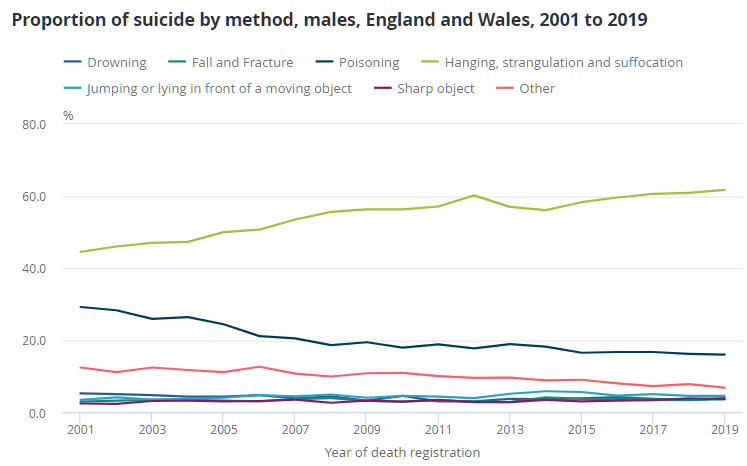 Proportion of suicide by method, males, England and Wales, 2001 to 2019
Drowning Fall and Fracture Poisoning Hanging, strangulation and suffocation
Jumping or lying in front of a moving object Sharp object Other
%
80.0
60.0
40.0
20.0
0.0
2001 2003 2005 2007 2009 2011 2013 2015 2017 2019
Year of death registration